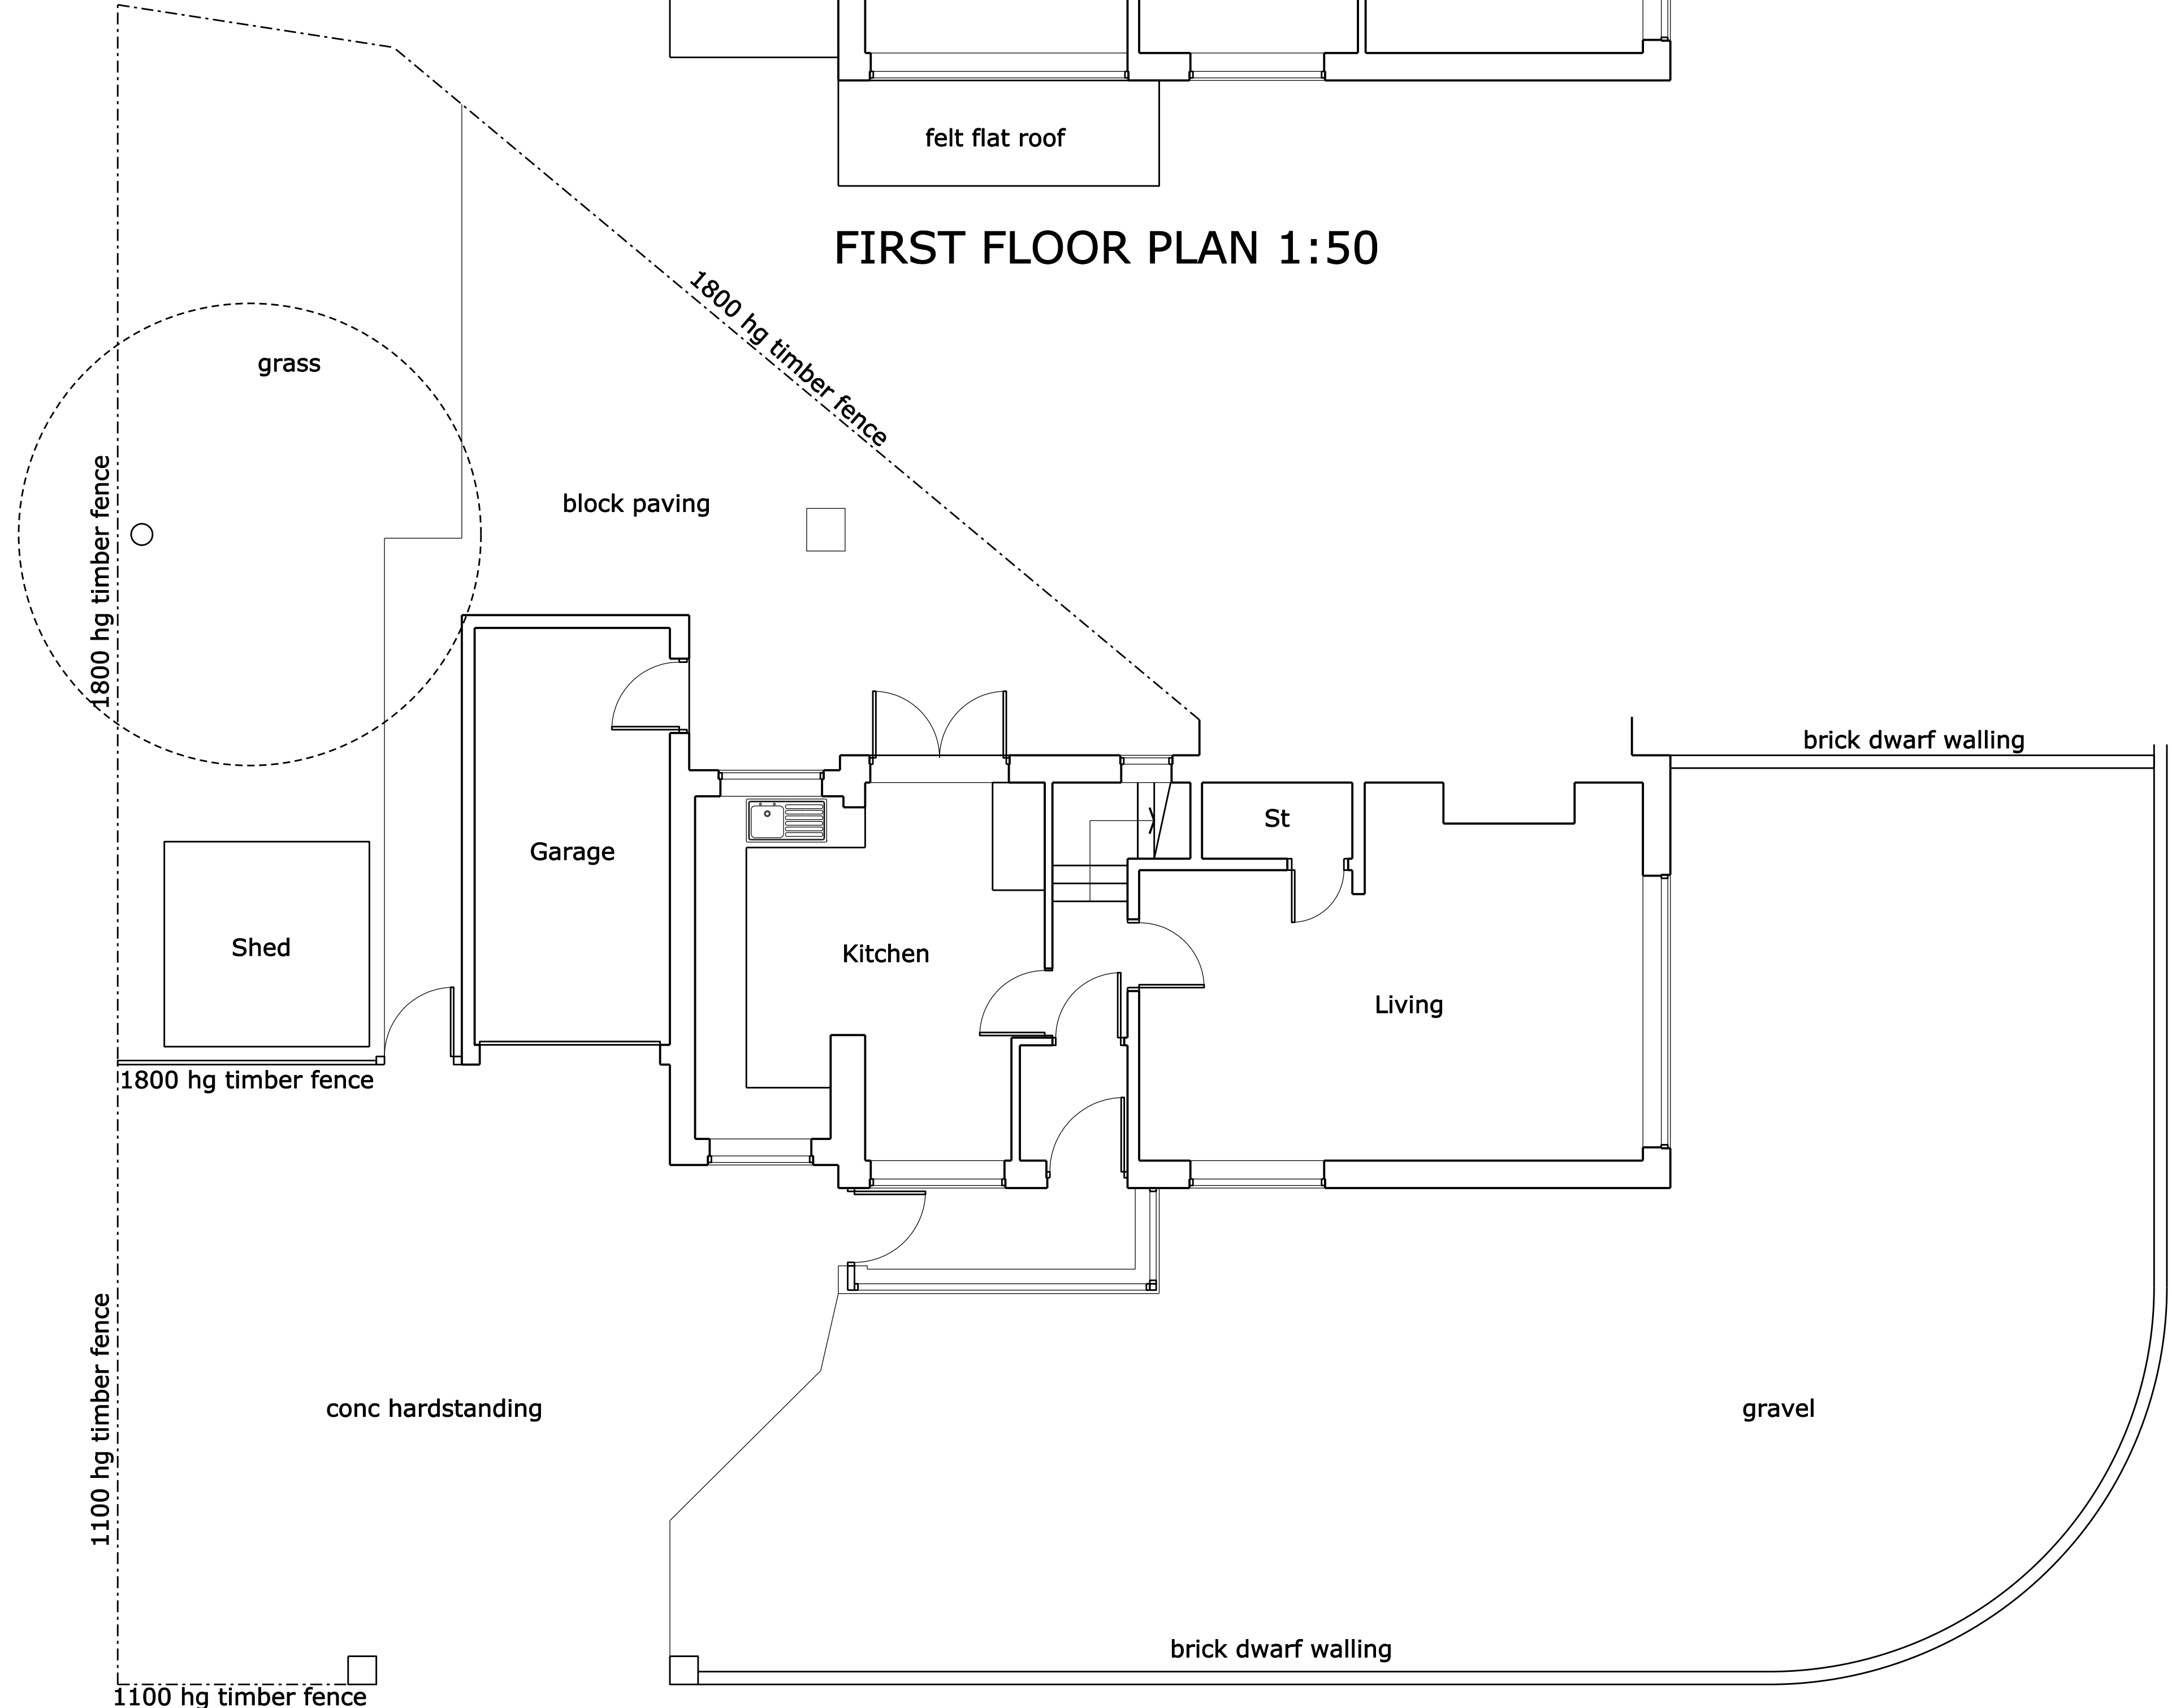 felt flat roof
FIRST FLOOR PLAN 1:50
1800 hg timber fence
grass
1800 hg timber fence
block paving
brick dwarf walling
St
Garage
Shed
Kitchen
Living
1800 hg timber fence
1100 hg timber fence
conc hardstanding
gravel
brick dwarf walling
1100 hg timber fence